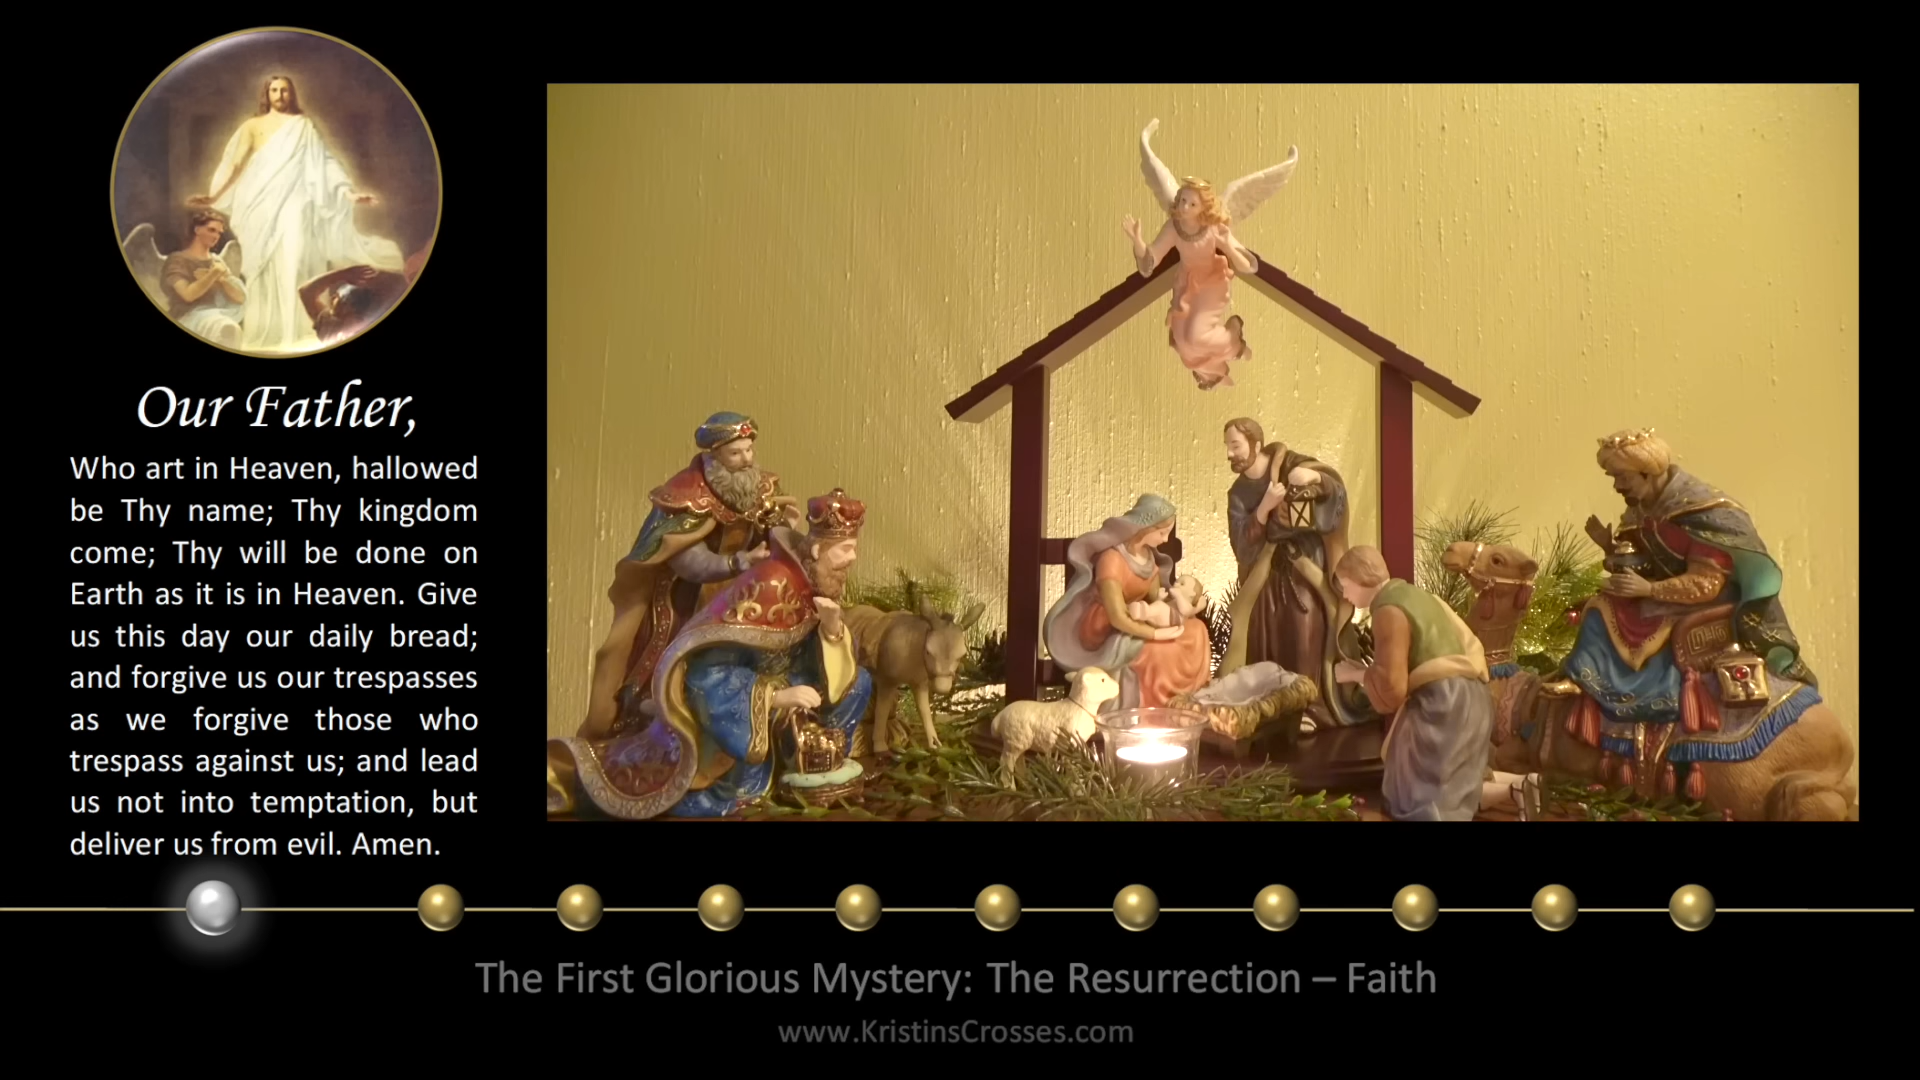 Our Father,
Who art in Heaven, hallowed
be Thy name; Thy kingdom
come; Thy will be done on
Earth as it is in Heaven. Give
us this day our daily bread;
and forgive us our trespasses
as we forgive those who
trespass against us; and lead
us not into temptation, but
deliver us from evil. Amen.
The First Glorious Mystery: The Resurrection – Faith
www.KristinsCrosses.com